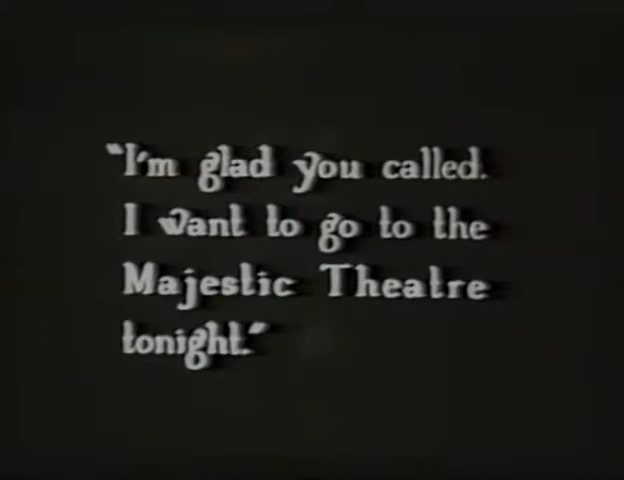 "I'm glad you called.
I want to go to the
Majestic Theatre
tonight."